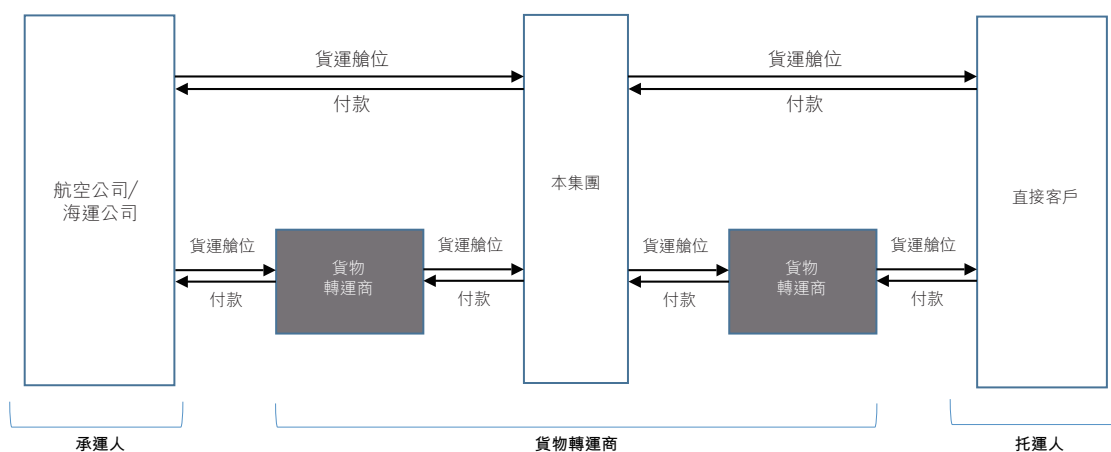 貨運艙位
付款
貨運艙位
付款
航空公司/
海運公司
本集團
直接客戶
貨運艙位
付款
貨物
轉運商
貨運艙位
付款
貨運艙位
付款
貨物
轉運商
貨運艙位
付款
承運人
貨物轉運商
托運人